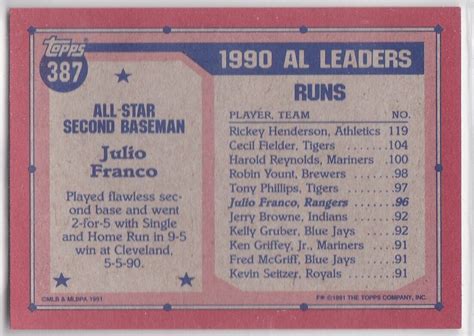 Topps
387
ALL-STAR
SECOND BASEMAN
Julio
Franco
Played flawless sec-
ond base and went
2-for-5 with Single
and Home Run in 9-5
win at Cleveland,
5-5-90.
©MLB & MLBPA 1991
1990 AL LEADERS
RUNS
PLAYER, TEAM NO.
Rickey Henderson, Athletics 119
Cecil Fielder, Tigers ........ 104
Harold Reynolds, Mariners 100
Robin Yount, Brewers ..... 98
Tony Phillips, Tigers ....... 97
Julio Franco, Rangers ..... 96
Jerry Browne, Indians ..... 92
Kelly Gruber, Blue Jays ... 92
Ken Griffey, Jr., Mariners .. 91
Fred McGriff, Blue Jays ... 91
Kevin Seitzer, Royals ...... 91
F* ©1991 THE TOPPS COMPANY, INC.